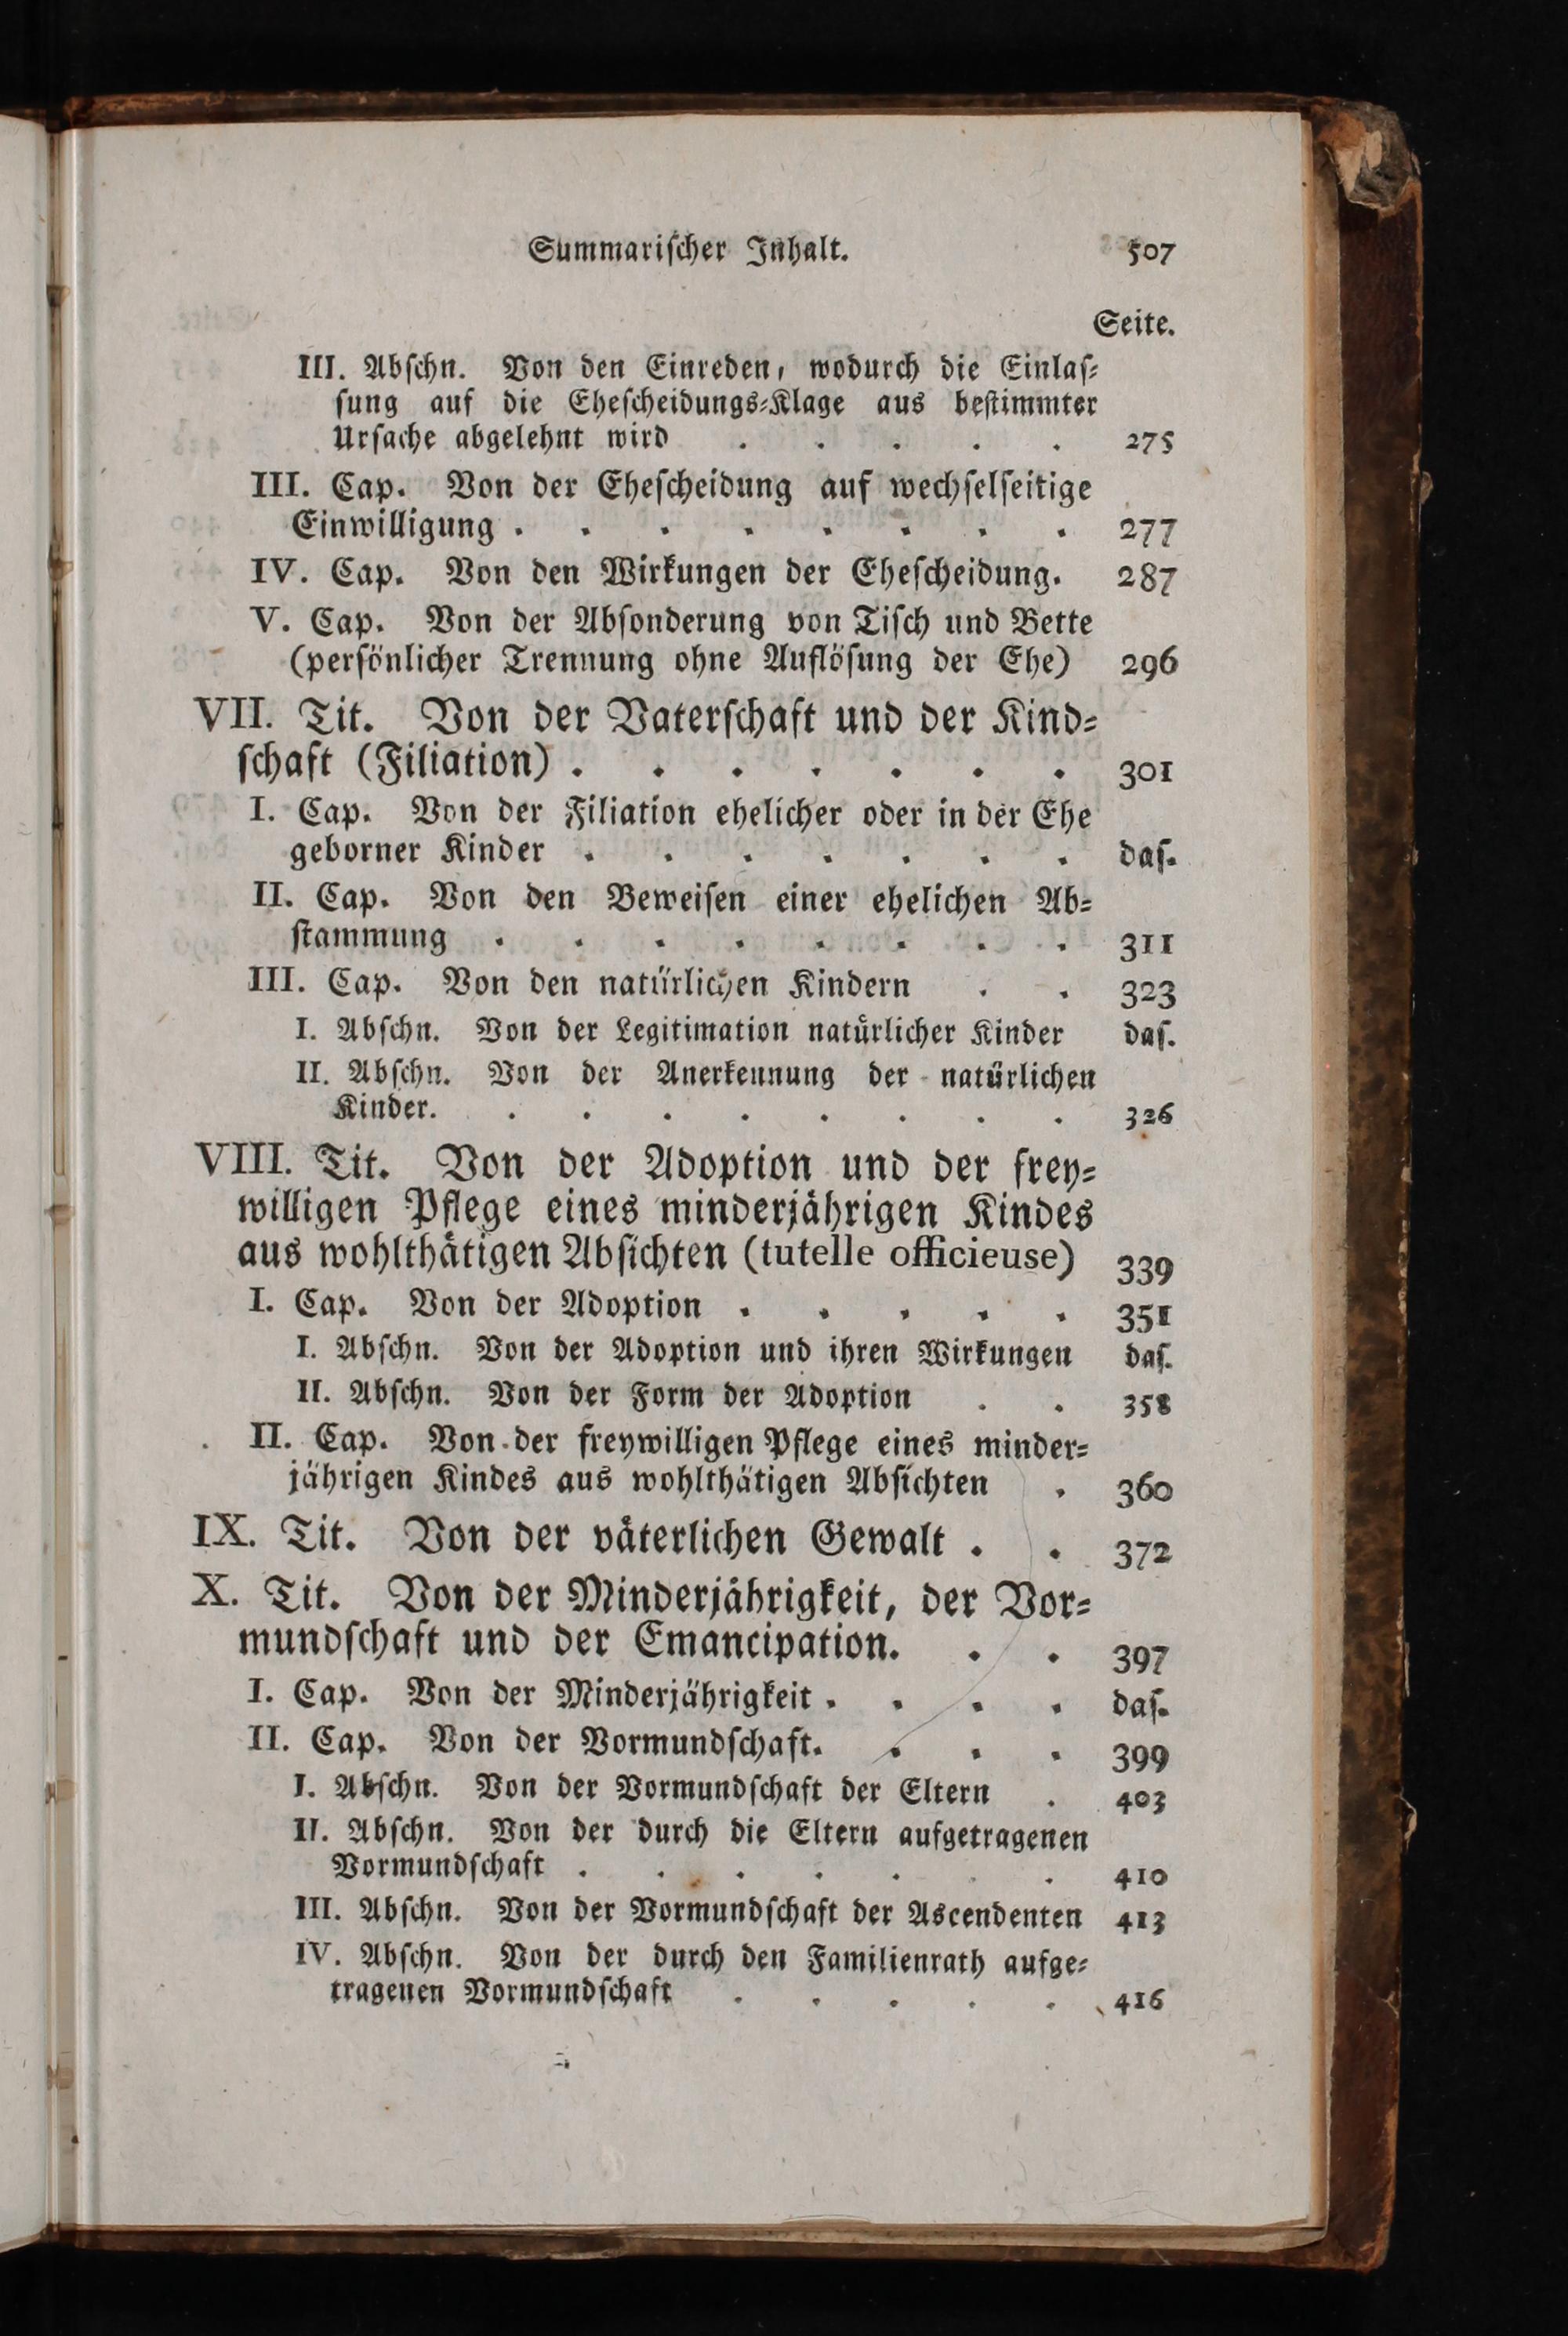 Summarischer Inhalt. 507
Seite.
III. Abschn. Von den Einreden, wodurch die Einlas-
sung auf die Ehescheidungs-Klage aus bestimmter
Ursache abgelehnt wird . . . . . 275
III. Cap. Von der Ehescheidung auf wechselseitige
Einwilligung . . . . . . . . 277
IV. Cap. Von den Wirkungen der Ehescheidung. 287
V. Cap. Von der Absonderung von Tisch und Bette
(persönlicher Trennung ohne Auflösung der Ehe) 296
VII. Tit. Von der Vaterschaft und der Kind-
schaft (Filiation) . . . . . . . 301
I. Cap. Von der Filiation ehelicher oder in der Ehe
geborner Kinder . . . . . . . das.
II. Cap. Von den Beweisen einer ehelichen Ab-
stammung . . . . . . . . 311
III. Cap. Von den natürlichen Kindern . . 323
I. Abschn. Von der Legitimation natürlicher Kinder das.
II. Abschn. Von der Anerkennung der natürlichen
Kinder. . . . . . . . . 326
VIII. Tit. Von der Adoption und der frey-
willigen Pflege eines minderjährigen Kindes
aus wohlthätigen Absichten (tutelle officieuse) 339
I. Cap. Von der Adoption . . . . . 351
I. Abschn. Von der Adoption und ihren Wirkungen das.
II. Abschn. Von der Form der Adoption . . 358
II. Cap. Von der freywilligen Pflege eines minder-
jährigen Kindes aus wohlthätigen Absichten . 360
IX. Tit. Von der väterlichen Gewalt . . 372
X. Tit. Von der Minderjährigkeit, der Vor-
mundschaft und der Emancipation. . . 397
I. Cap. Von der Minderjährigkeit . . . . das.
II. Cap. Von der Vormundschaft. . . . 399
I. Abschn. Von der Vormundschaft der Eltern . 403
II. Abschn. Von der durch die Eltern aufgetragenen
Vormundschaft . . . . . . . 410
III. Abschn. Von der Vormundschaft der Ascendenten 413
IV. Abschn. Von der durch den Familienrath aufge-
tragenen Vormundschaft . . . . . 416